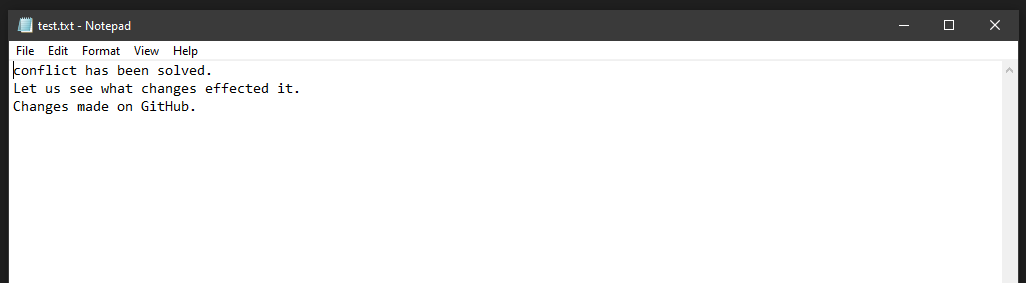 test.txt - Notepad
File Edit Format View Help
conflict has been solved.
Let us see what changes effected it.
Changes made on GitHub.